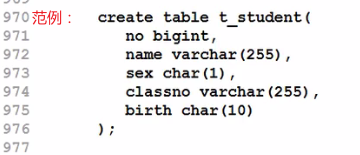 970 范例： create table t_student(
971 no bigint,
972 name varchar(255),
973 sex char(1),
974 classno varchar(255),
975 birth char(10)
976 );
977